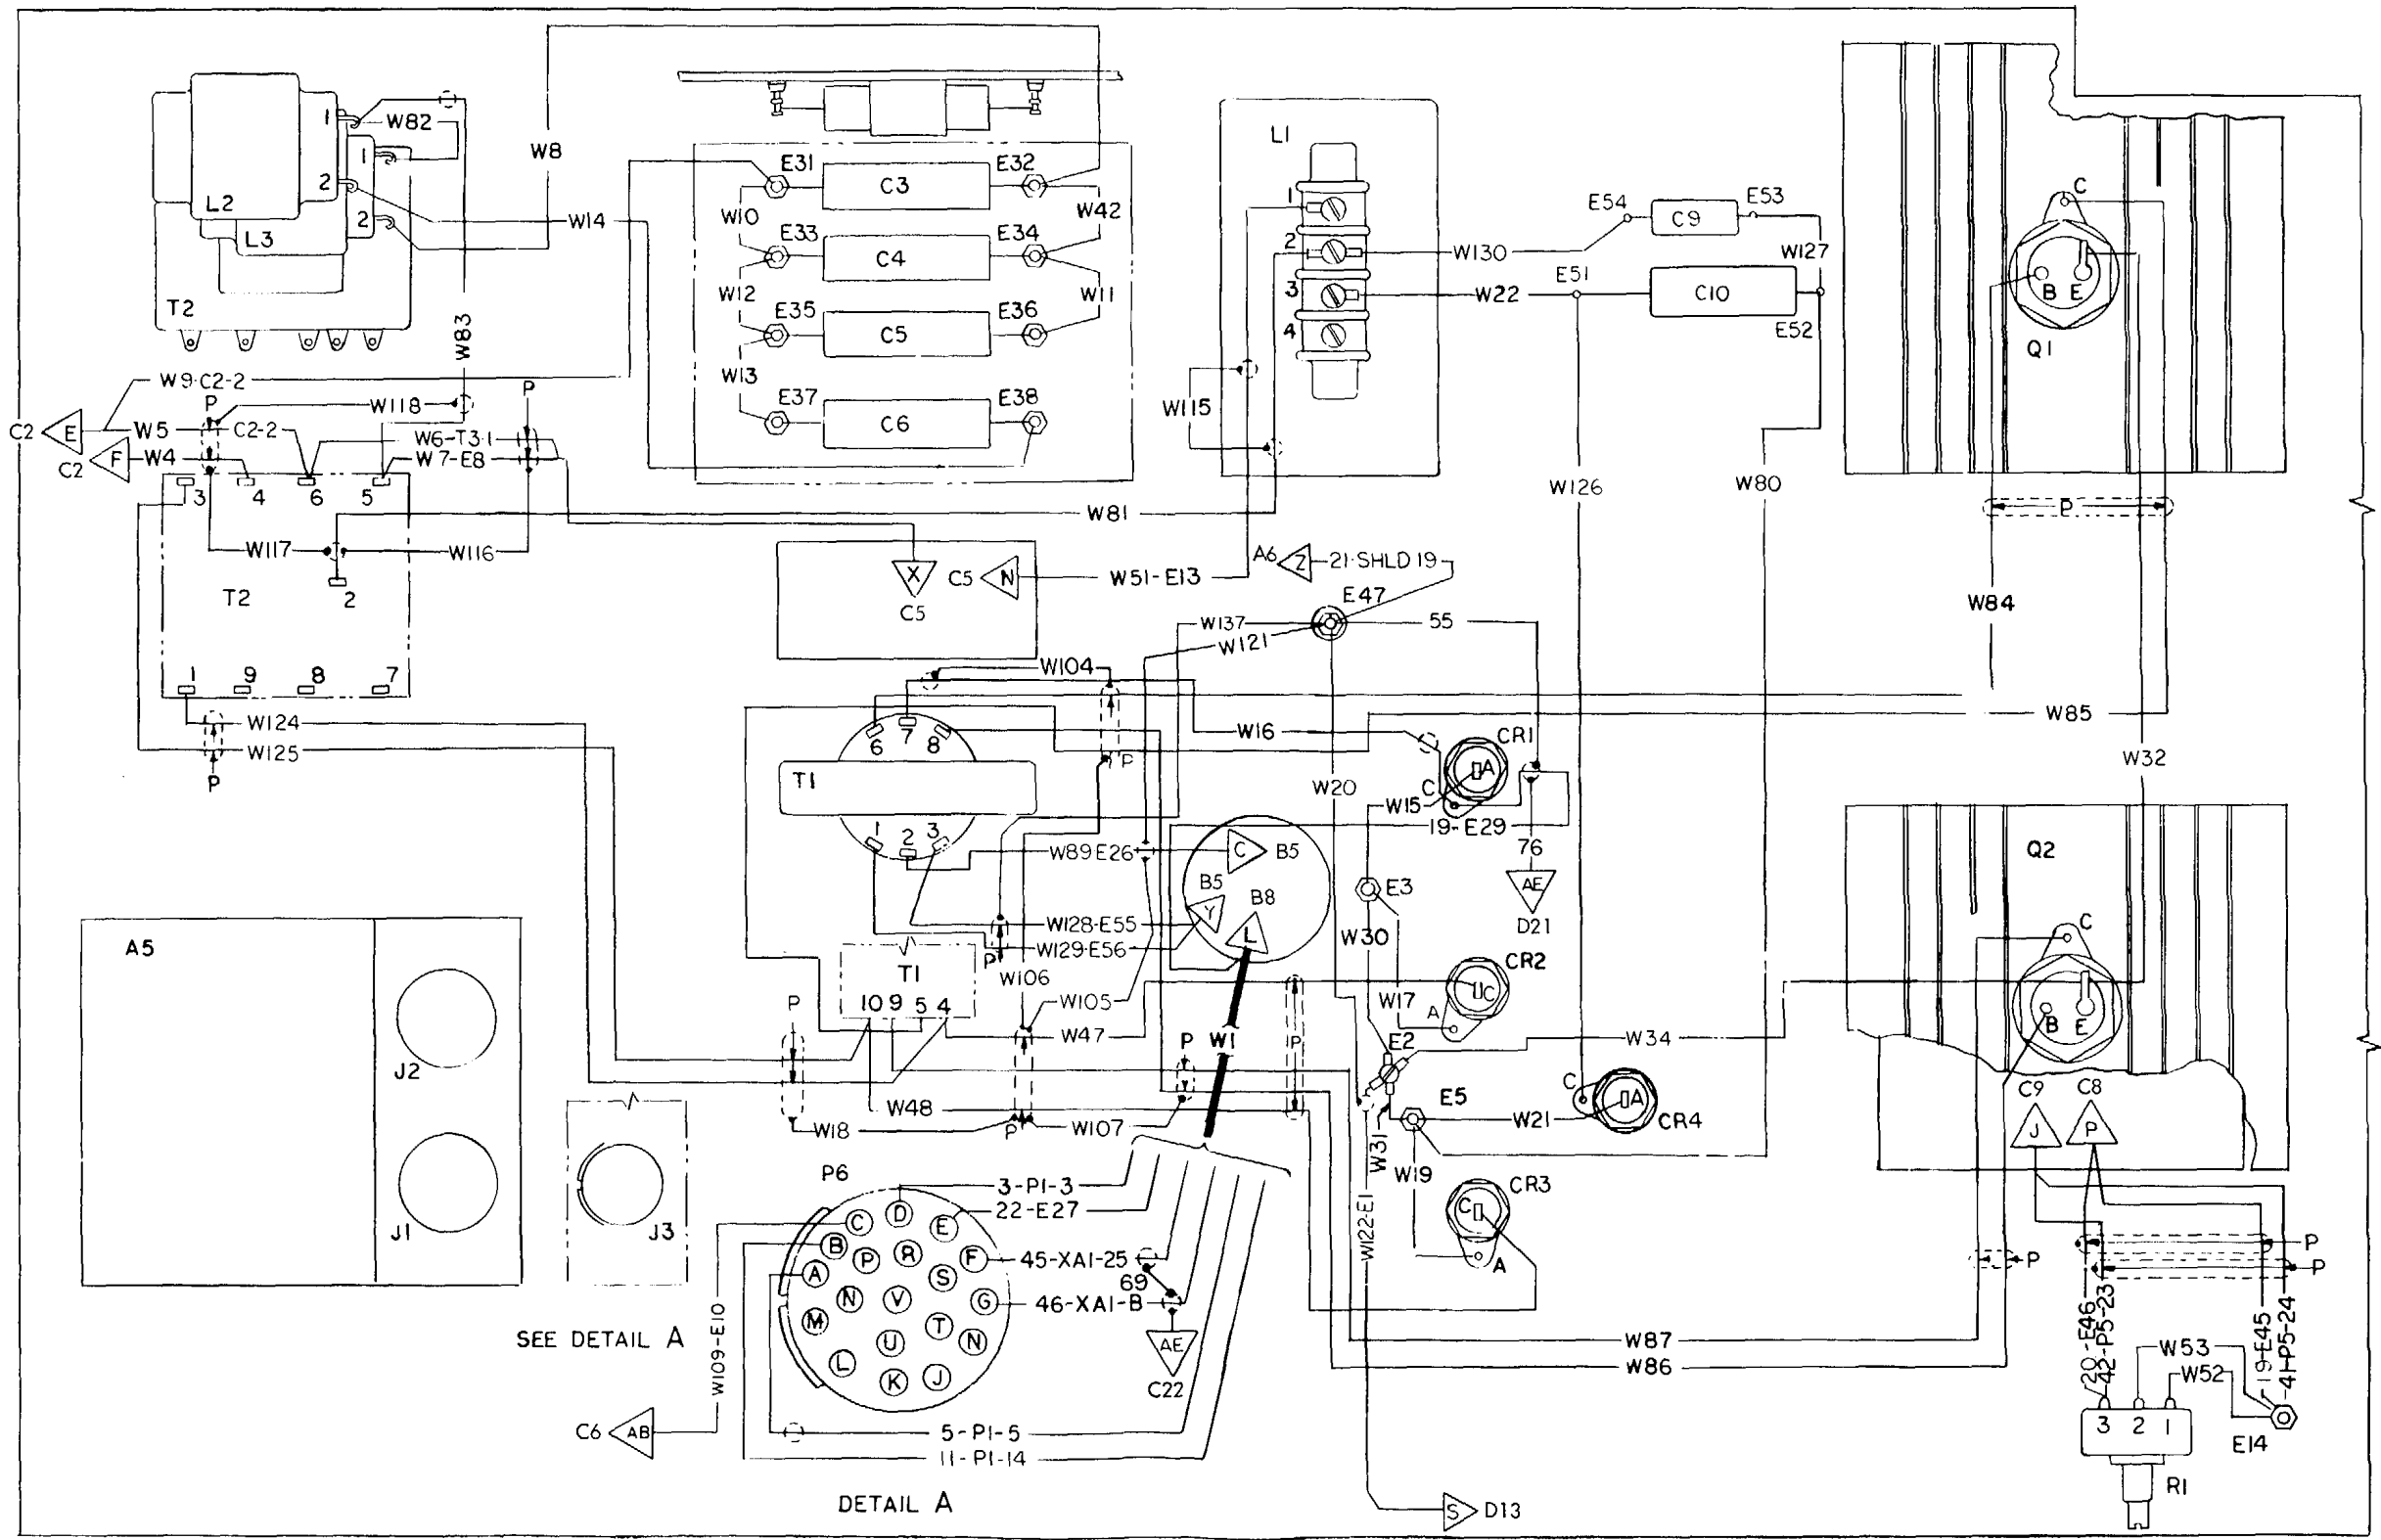 1
W82
1
2
2
L2
L3
T2
W8
W14
W83
E31
C3
E32
W10
W42
E33
C4
E34
W12
W11
E35
C5
E36
W13
E37
C6
E38
L1
1
2
3
4
W115
E54
C9
E53
W130
W127
E51
W22
C10
E52
C
B
E
Q1
W9-C2-2
P
W118
P
C2
E
W5
C2-2
W6-T3-1
C2
F
W4
W7-E8
3
4
6
5
W81
W126
W80
P
W117
W116
T2
2
X
C5
C5
N
W51-E13
A6
Z
21-SHLD 19
E47
W84
W137
55
W121
1
9
8
7
W104
W124
W125
P
6
7
8
W16
W85
P
CR1
W32
T1
A
W20
C
W15
1
2
3
19-E29
W89 E26
C
B5
76
Q2
B5
E3
AE
Y
B8
D21
W128-E55
L
W30
W129-E56
P
A5
T1
W106
CR2
C
C
10
9
5
4
W105
W17
A
P
W47
B
E
P
W1
P
E2
W34
J2
C
A
E5
C9
C8
W48
W21
CR4
J
P
W18
P
W107
W31
W19
P6
3-P1-3
22-E27
CR3
C
A
J1
J3
C
D
E
B
P
R
F
45-XA1-25
A
S
69
N
V
G
46-XA1-B
M
T
U
N
L
K
J
AE
C22
W122-E1
P
P
P
SEE DETAIL A
W109-E10
W87
W86
20-E46
42-P5-23
W53
W52
19-E45
41-P5-24
C6
AB
5-P1-5
11-P1-14
3
2
1
E14
R1
DETAIL A
S
D13